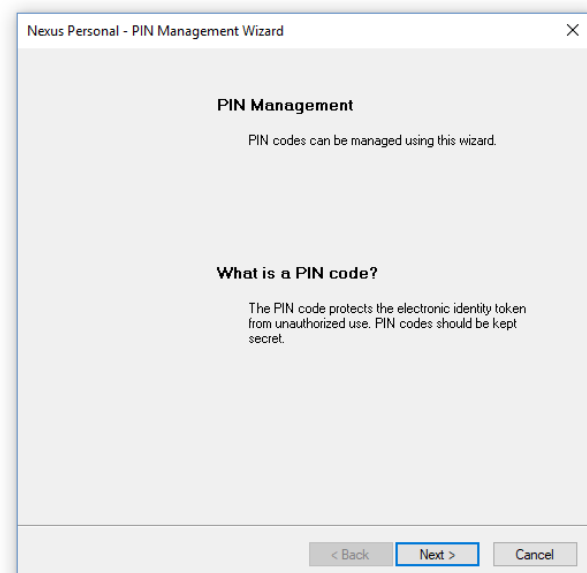 Nexus Personal - PIN Management Wizard
PIN Management
PIN codes can be managed using this wizard.
What is a PIN code?
The PIN code protects the electronic identity token
from unauthorized use. PIN codes should be kept
secret.
< Back
Next >
Cancel